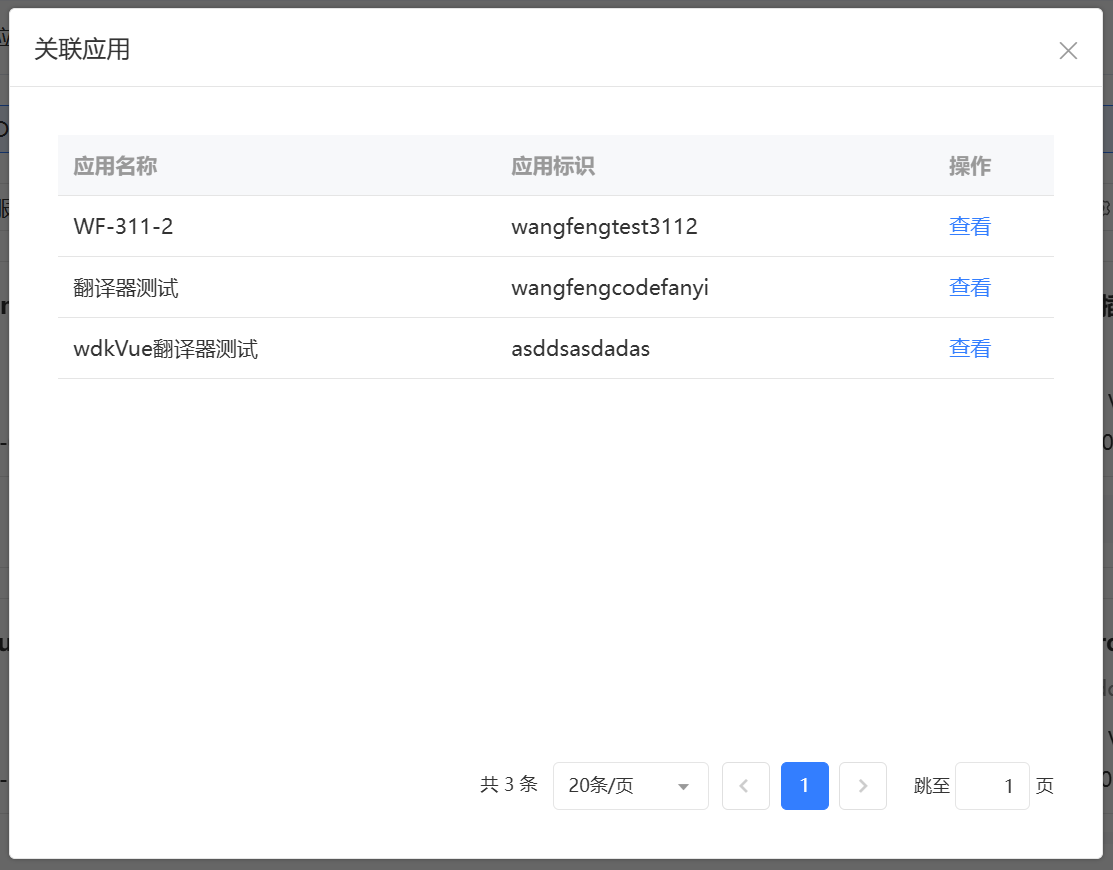 关联应用
应用名称 应用标识 操作
WF-311-2 wangfengtest3112 查看
翻译器测试 wangfengcodefanyi 查看
wdkVue翻译器测试 asddsasdadas 查看
共 3 条 20条/页 1 跳至 1 页